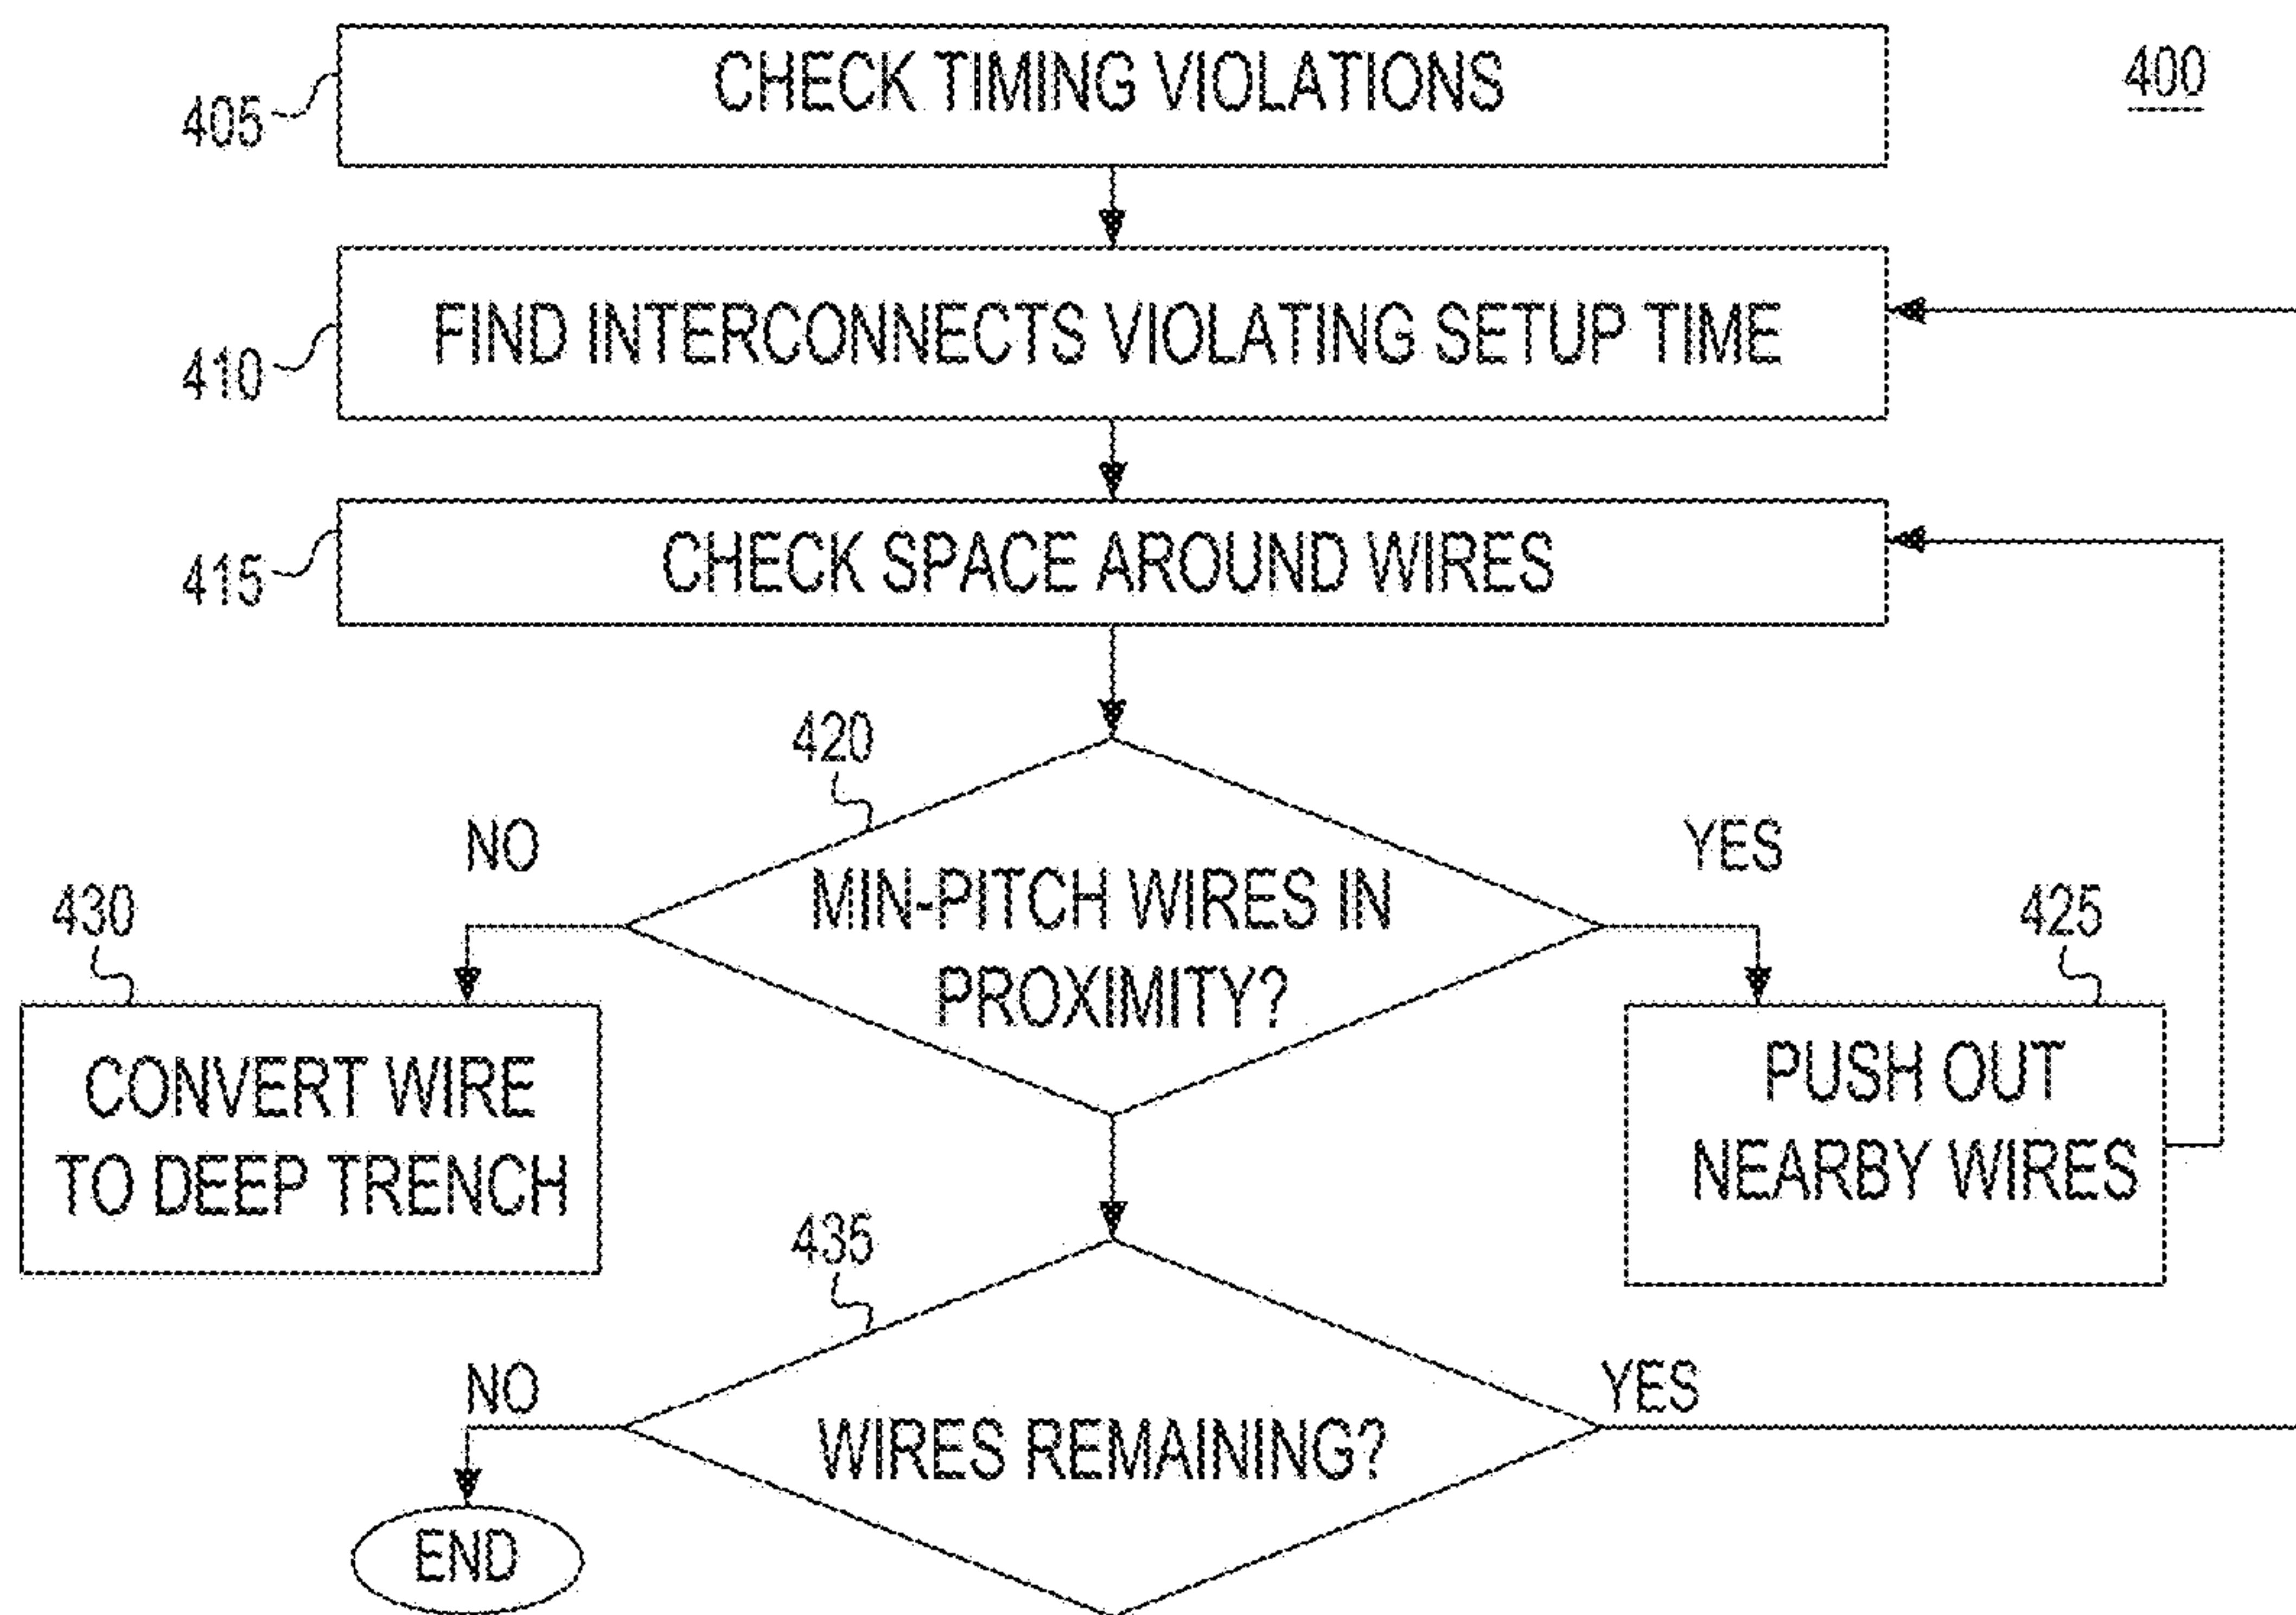 CHECK TIMING VIOLATIONS
400
405
FIND INTERCONNECTS VIOLATING SETUP TIME
410
CHECK SPACE AROUND WIRES
415
420
NO
YES
MIN-PITCH WIRES IN
PROXIMITY?
430
425
CONVERT WIRE
TO DEEP TRENCH
PUSH OUT
NEARBY WIRES
435
NO
YES
WIRES REMAINING?
END